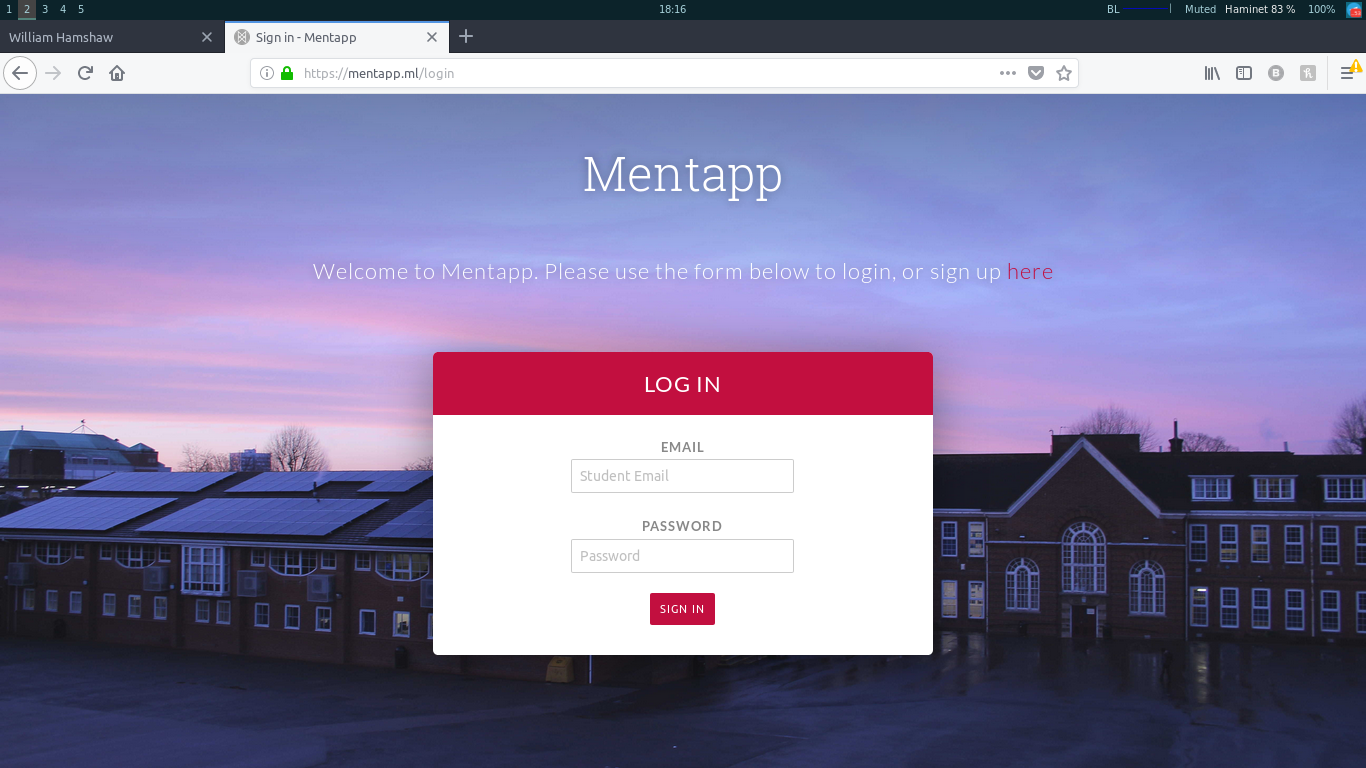 1 2 3 4 5 18:16 BL Muted Haminet 83 % 100%
William Hamshaw Sign in - Mentapp
https://mentapp.ml/login
Mentapp
Welcome to Mentapp. Please use the form below to login, or sign up here
LOG IN
EMAIL
Student Email
PASSWORD
Password
SIGN IN